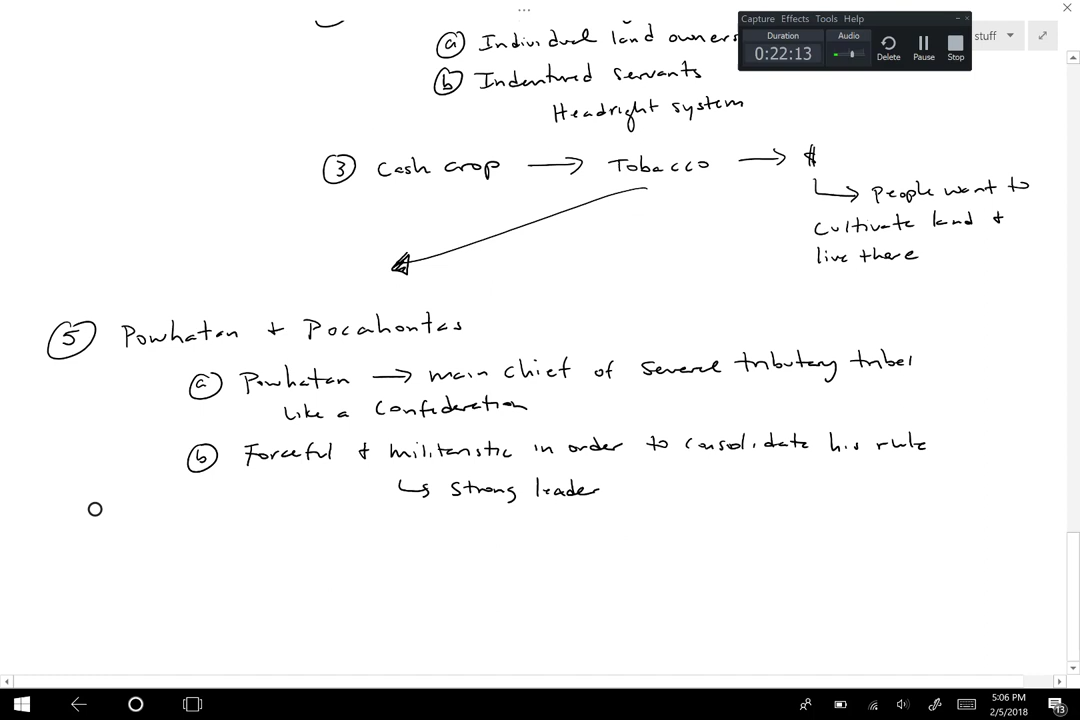 Capture Effects Tools Help
Duration
0:22:13
Audio
Delete
Pause
Stop
stuff
(a) Individual land owners
(b) Indentured servants
Headright system
(3) Cash crop → Tobacco → $
↳ People want to
cultivate land +
live there
(5) Powhatan + Pocahontas
(a) Powhatan → main chief of several tributary tribes
like a confideration
(b) Forceful + militaristic in order to consolidate his rule
↳ strong leader
5:06 PM
2/5/2018
13